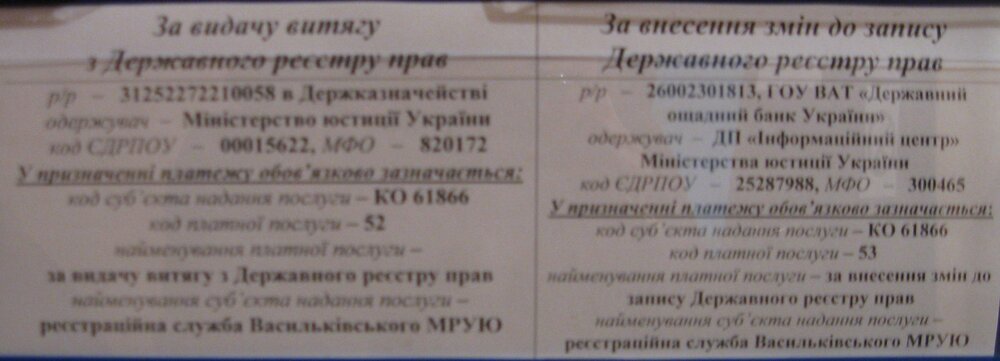 За видачу витягу
з Державного реєстру прав
р/р – 31252272210058 в Держказначействі
одержувач – Міністерство юстиції України
код ЄДРПОУ – 00015622, МФО – 820172
У призначенні платежу обов'язково зазначається:
код суб'єкта надання послуги – КО 61866
код платної послуги – 52
найменування платної послуги –
за видачу витягу з Державного реєстру прав
найменування суб'єкта надання послуги –
реєстраційна служба Васильківського МРУЮ
За внесення змін до запису
Державного реєстру прав
р/р – 26002301813, ГОУ ВАТ «Державний
ощадний банк України»
одержувач – ДП «Інформаційний центр»
Міністерства юстиції України
код ЄДРПОУ – 25287988, МФО – 300465
У призначенні платежу обов'язково зазначається:
код суб'єкта надання послуги – КО 61866
код платної послуги – 53
найменування платної послуги – за внесення змін до
запису Державного реєстру прав
найменування суб'єкта надання послуги –
реєстраційна служба Васильківського МРУЮ